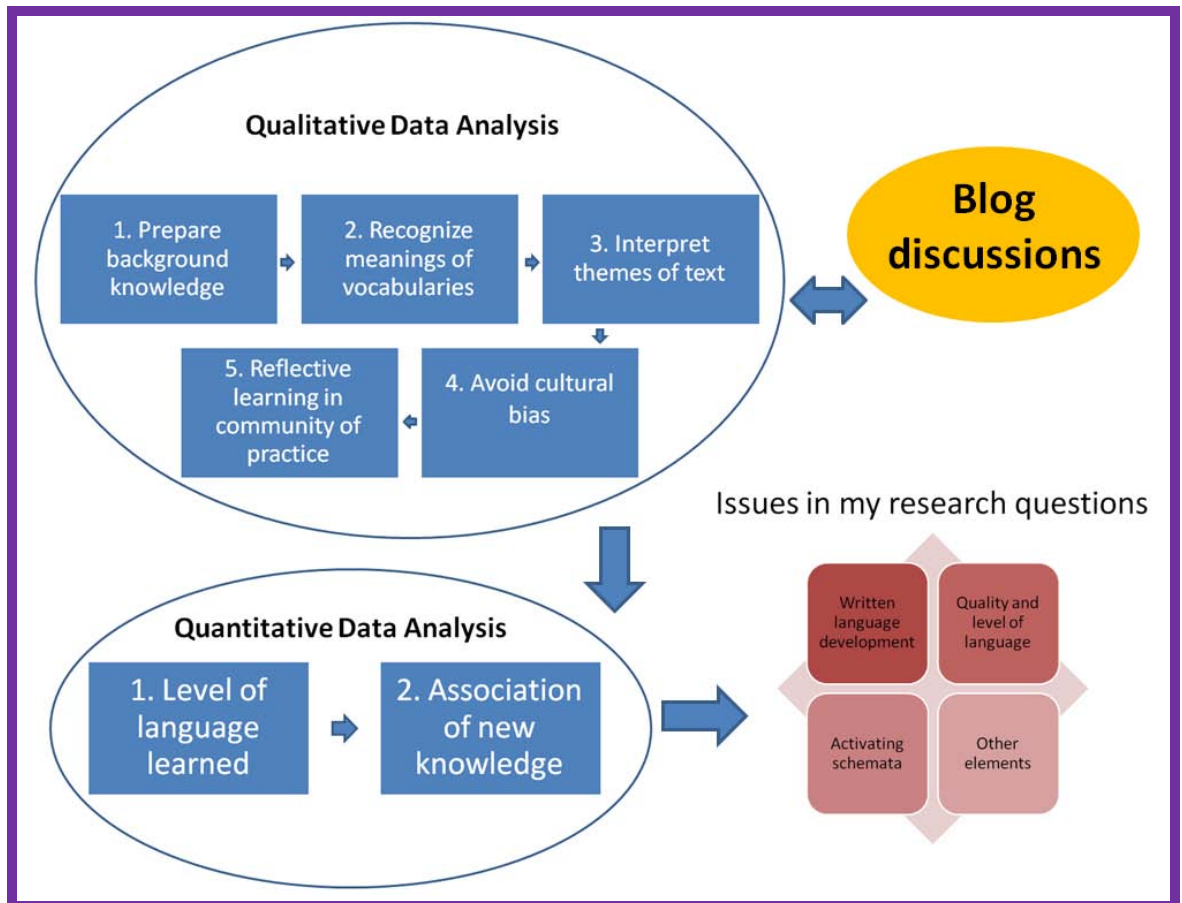 Qualitative Data Analysis
1. Prepare
background
knowledge
2. Recognize
meanings of
vocabularies
3. Interpret
themes of text
4. Avoid cultural
bias
5. Reflective
learning in
community of
practice
Blog
discussions
Quantitative Data Analysis
1. Level of
language
learned
2. Association
of new
knowledge
Issues in my research questions
Written
language
development
Quality and
level of
language
Activating
schemata
Other
elements